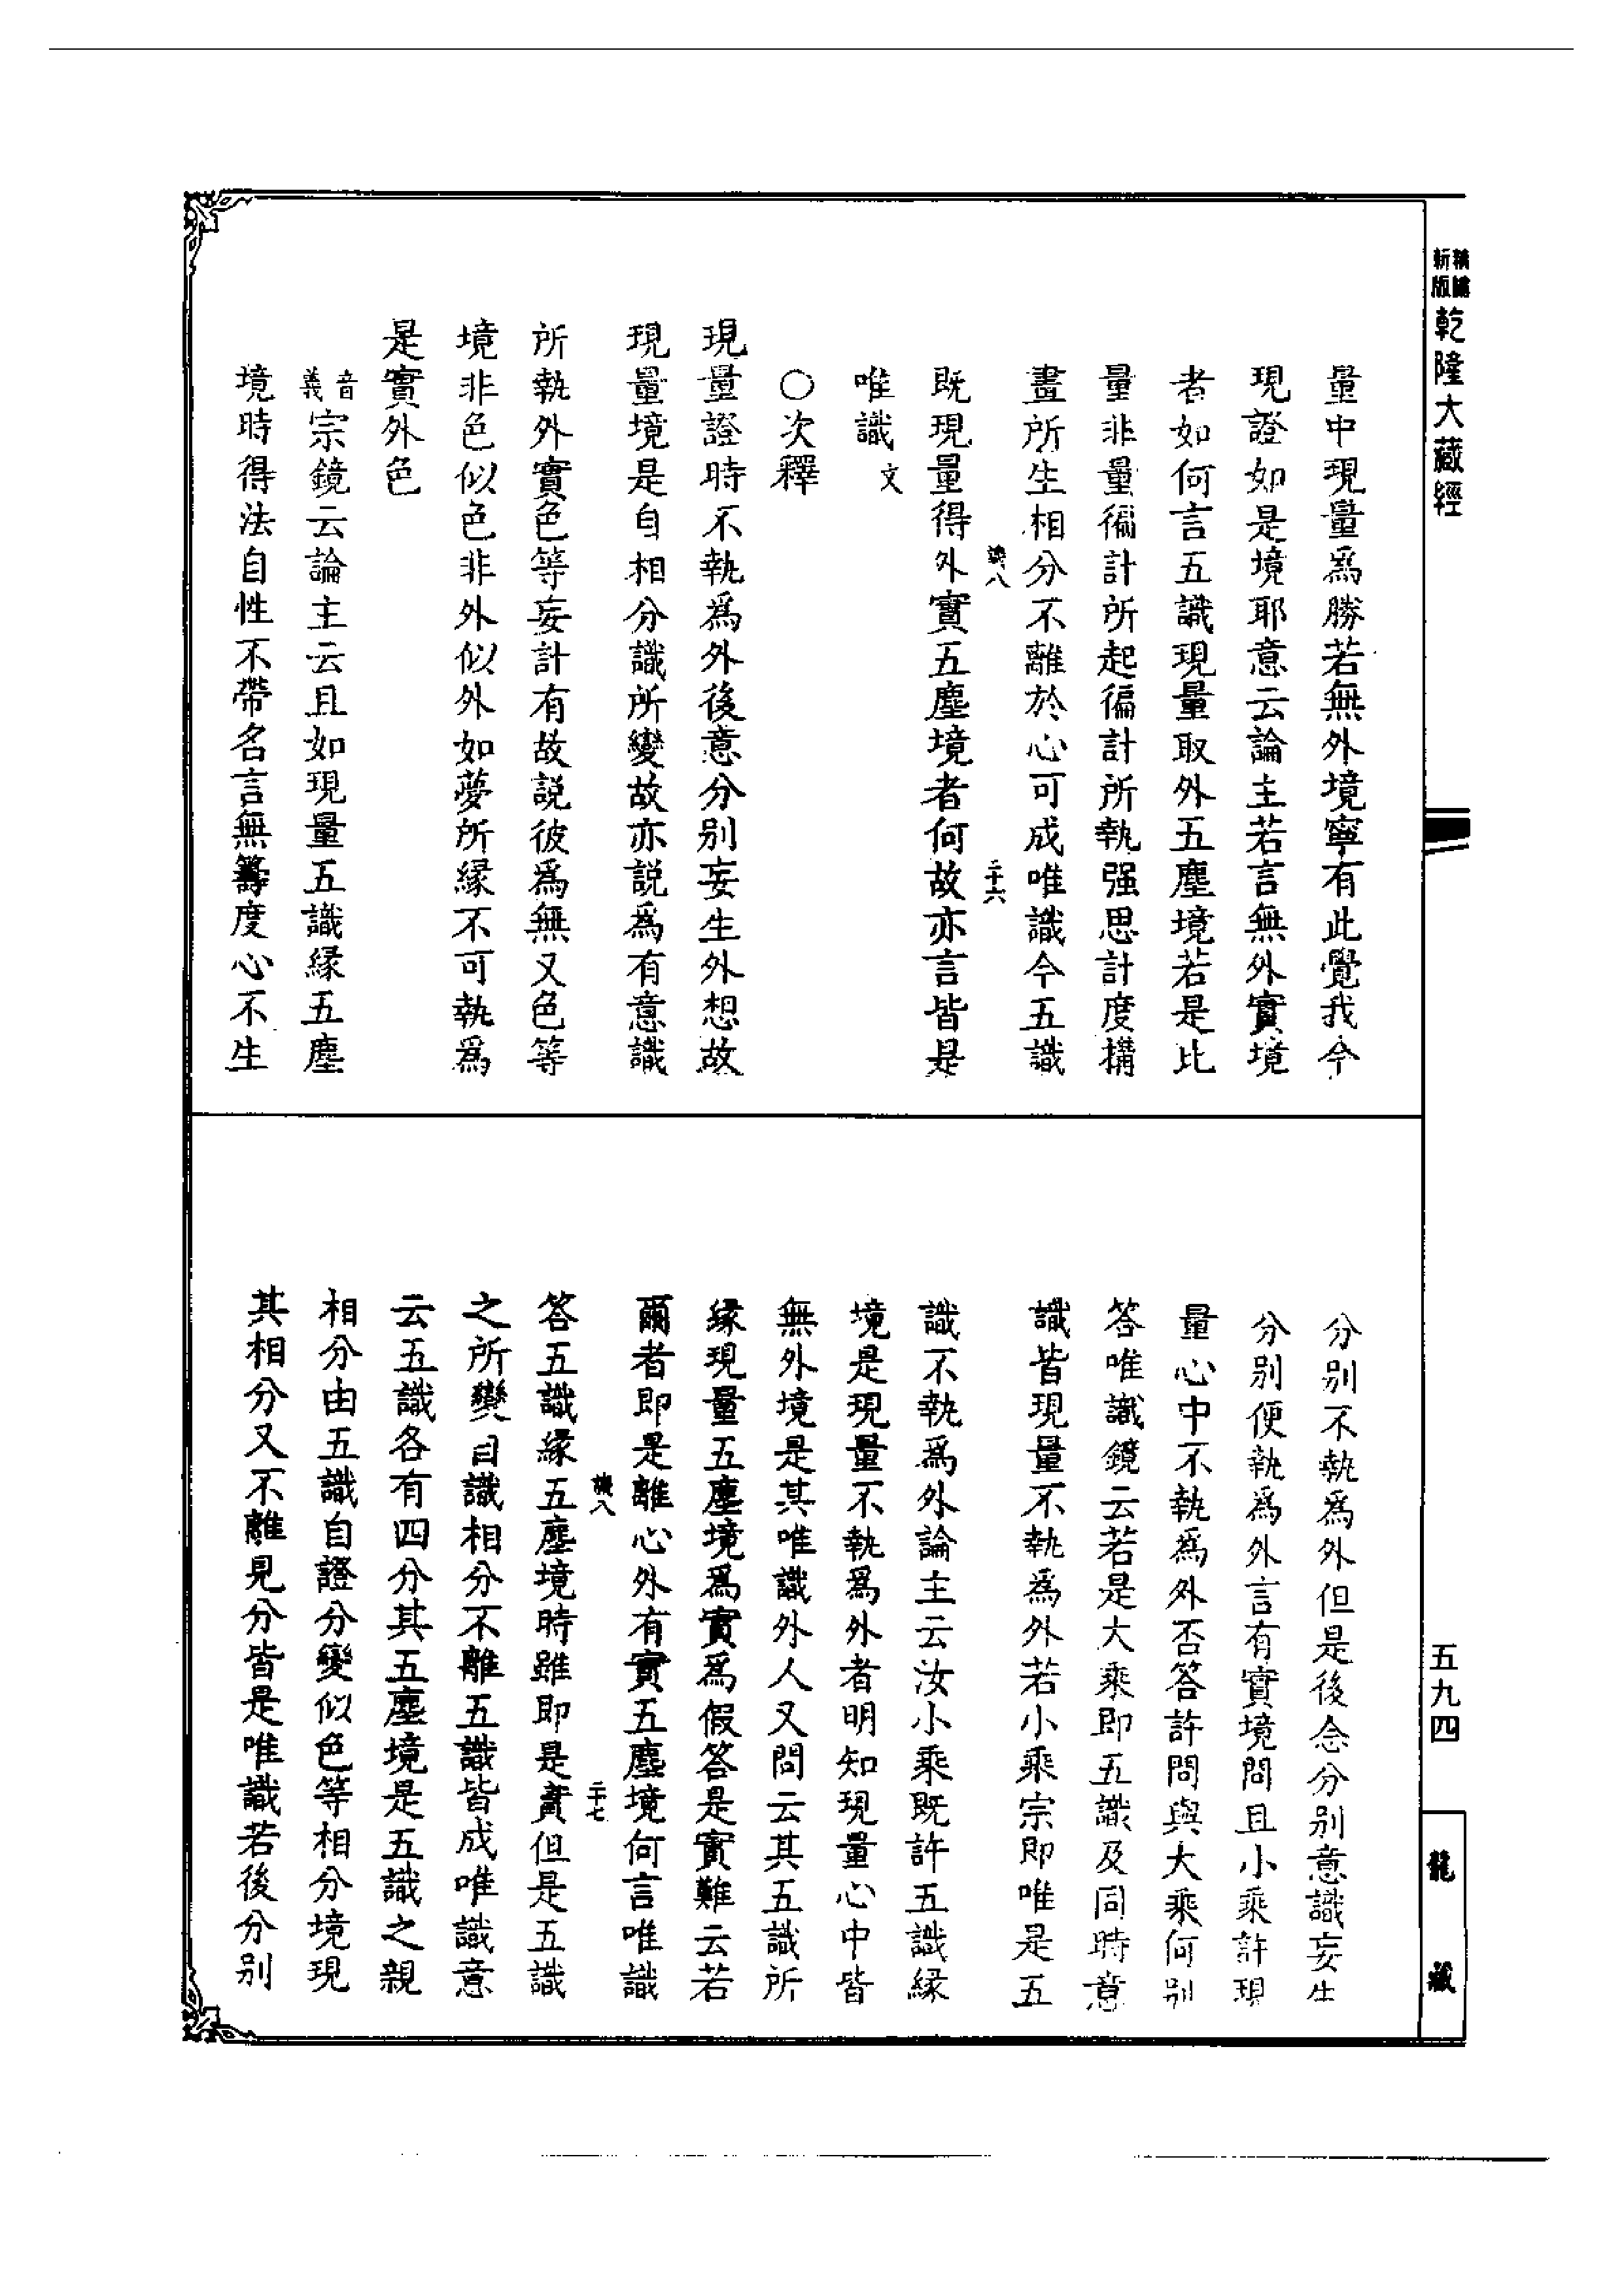 精繡
新版
乾隆大藏經
量中現量爲勝若無外境寧有此覺我今
現證如是境耶意云論主若言無外實境
者如何言五識現量取外五塵境若是比
量非量徧計所起徧計所執强思計度搆
畫所生相分不離於心可成唯識今五識
二十六
既現量得外實五塵境者何故亦言皆是
唯識文
○次釋
現量證時不執爲外後意分别妄生外想故
現量境是自相分識所變故亦説爲有意識
所執外實色等妄計有故説彼爲無又色等
境非色似色非外似外如夢所緣不可執爲
是實外色
音義宗鏡云論主云且如現量五識緣五塵
境時得法自性不帶名言無籌度心不生
分别不執爲外但是後念分别意識妄生
分别便執爲外言有實境問且小乘許現
量心中不執爲外否答許問與大乘何别
答唯識鏡云若是大乘即五識及同時意
識皆現量不執爲外若小乘宗即唯是五
識不執爲外論主云汝小乘既許五識緣
境是現量不執爲外者明知現量心中皆
無外境是其唯識外人又問云其五識所
緣現量五塵境爲實爲假答是實難云若
爾者即是離心外有實五塵境何言唯識
二十七
答五識緣五塵境時雖即是實但是五識
之所變自識相分不離五識皆成唯識意
云五識各有四分其五塵境是五識之親
相分由五識自證分變似色等相分境現
其相分又不離見分皆是唯識若後分别
五九四
龍藏